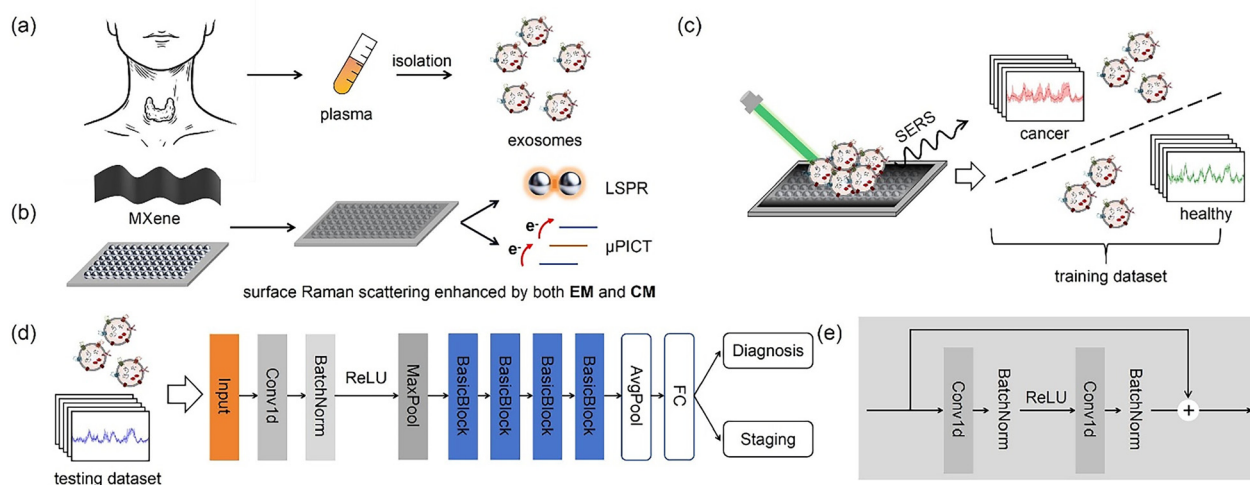 (a)
isolation
plasma
exosomes
(b)
MXene
LSPR
e-
e-
μPICT
surface Raman scattering enhanced by both EM and CM
(c)
SERS
cancer
healthy
training dataset
(d)
testing dataset
Input
Conv1d
BatchNorm
ReLU
MaxPool
BasicBlock
BasicBlock
BasicBlock
BasicBlock
AvgPool
FC
Diagnosis
Staging
(e)
Conv1d
BatchNorm
ReLU
Conv1d
BatchNorm
+